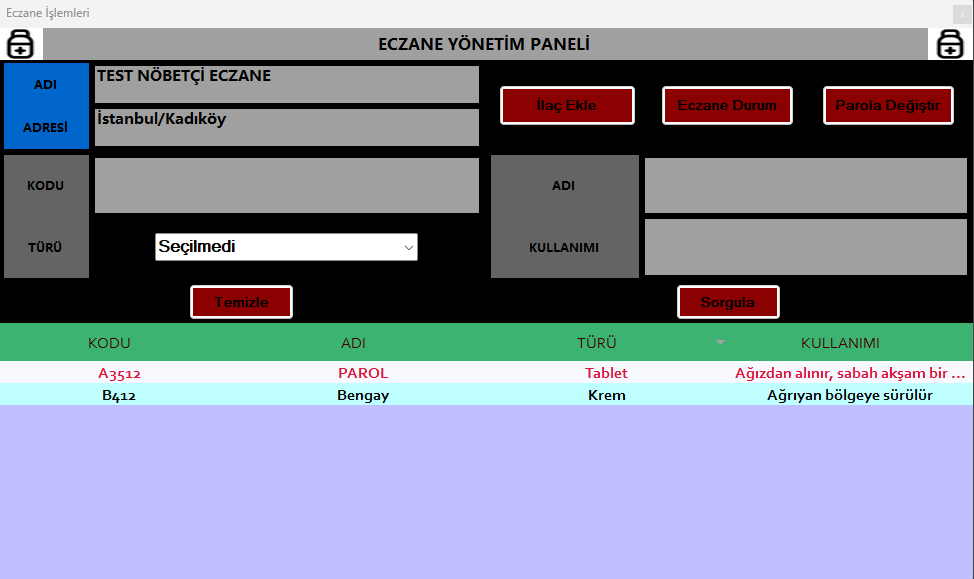 Eczane İşlemleri
ECZANE YÖNETİM PANELİ
ADI TEST NÖBETÇİ ECZANE
İlaç Ekle Eczane Durum Parola Değiştir
ADRESİ İstanbul/Kadıköy
KODU ADI
TÜRÜ Seçilmedi KULLANIMI
Temizle Sorgula
KODU ADI TÜRÜ KULLANIMI
A3512 PAROL Tablet Ağızdan alınır, sabah akşam bir ...
B412 Bengay Krem Ağrıyan bölgeye sürülür